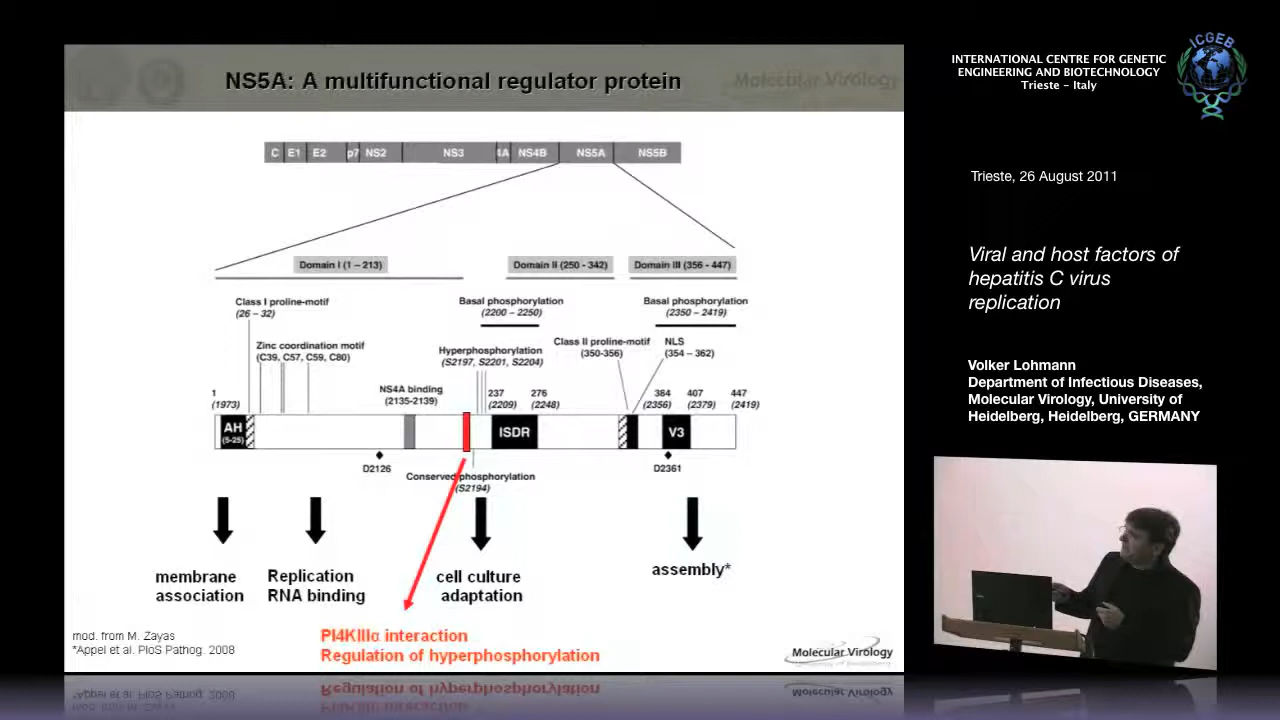 NS5A: A multifunctional regulator protein
Molecular Virology
C E1 E2 p7 NS2 NS3 4A NS4B NS5A NS5B
Domain I (1 – 213)
Domain II (250 - 342)
Domain III (356 - 447)
Class I proline-motif
(26 – 32)
Basal phosphorylation
(2200 – 2250)
Basal phosphorylation
(2350 – 2419)
Zinc coordination motif
(C39, C57, C59, C80)
Hyperphosphorylation
(S2197, S2201, S2204)
Class II proline-motif
(350-356)
NLS
(354 – 362)
NS4A binding
(2135-2139)
1
(1973)
237
(2209)
276
(2248)
384
(2356)
407
(2379)
447
(2419)
AH
(5-25)
ISDR
V3
D2126
Conserved phosphorylation
(S2194)
D2361
membrane
association
Replication
RNA binding
cell culture
adaptation
assembly*
PI4KIIIα interaction
Regulation of hyperphosphorylation
mod. from M. Zayas
*Appel et al. PloS Pathog. 2008
Molecular Virology
University of Heidelberg
ICGEB
INTERNATIONAL CENTRE FOR GENETIC
ENGINEERING AND BIOTECHNOLOGY
Trieste - Italy
Trieste, 26 August 2011
Viral and host factors of
hepatitis C virus
replication
Volker Lohmann
Department of Infectious Diseases,
Molecular Virology, University of
Heidelberg, Heidelberg, GERMANY